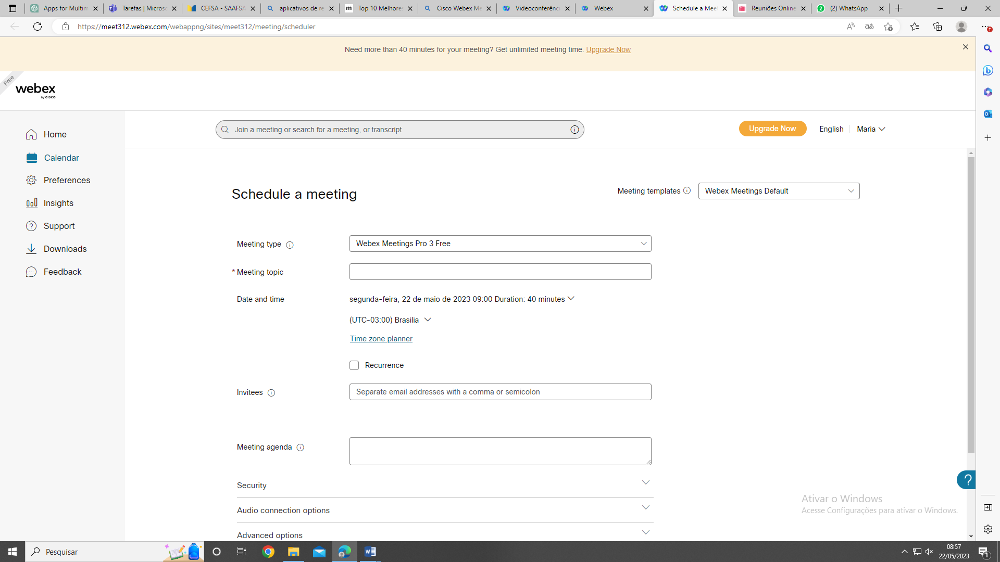 Apps for Multim
Tarefas | Microsc
CEFSA - SAAFSA
aplicativos de re
Top 10 Melhores
Cisco Webex Me
Videoconferênci
Webex
Schedule a Meet
Reuniões Online
(2) WhatsApp
https://meet312.webex.com/webappng/sites/meet312/meeting/scheduler
Need more than 40 minutes for your meeting? Get unlimited meeting time. Upgrade Now
Free
webex
by CISCO
Home
Calendar
Preferences
Insights
Support
Downloads
Feedback
Join a meeting or search for a meeting, or transcript
Upgrade Now
English
Maria
Schedule a meeting
Meeting templates
Webex Meetings Default
Meeting type
Webex Meetings Pro 3 Free
* Meeting topic
Date and time
segunda-feira, 22 de maio de 2023 09:00 Duration: 40 minutes
(UTC-03:00) Brasilia
Time zone planner
Recurrence
Invitees
Separate email addresses with a comma or semicolon
Meeting agenda
Security
Audio connection options
Advanced options
Ativar o Windows
Acesse Configurações para ativar o Windows.
Pesquisar
08:57
22/05/2023
1